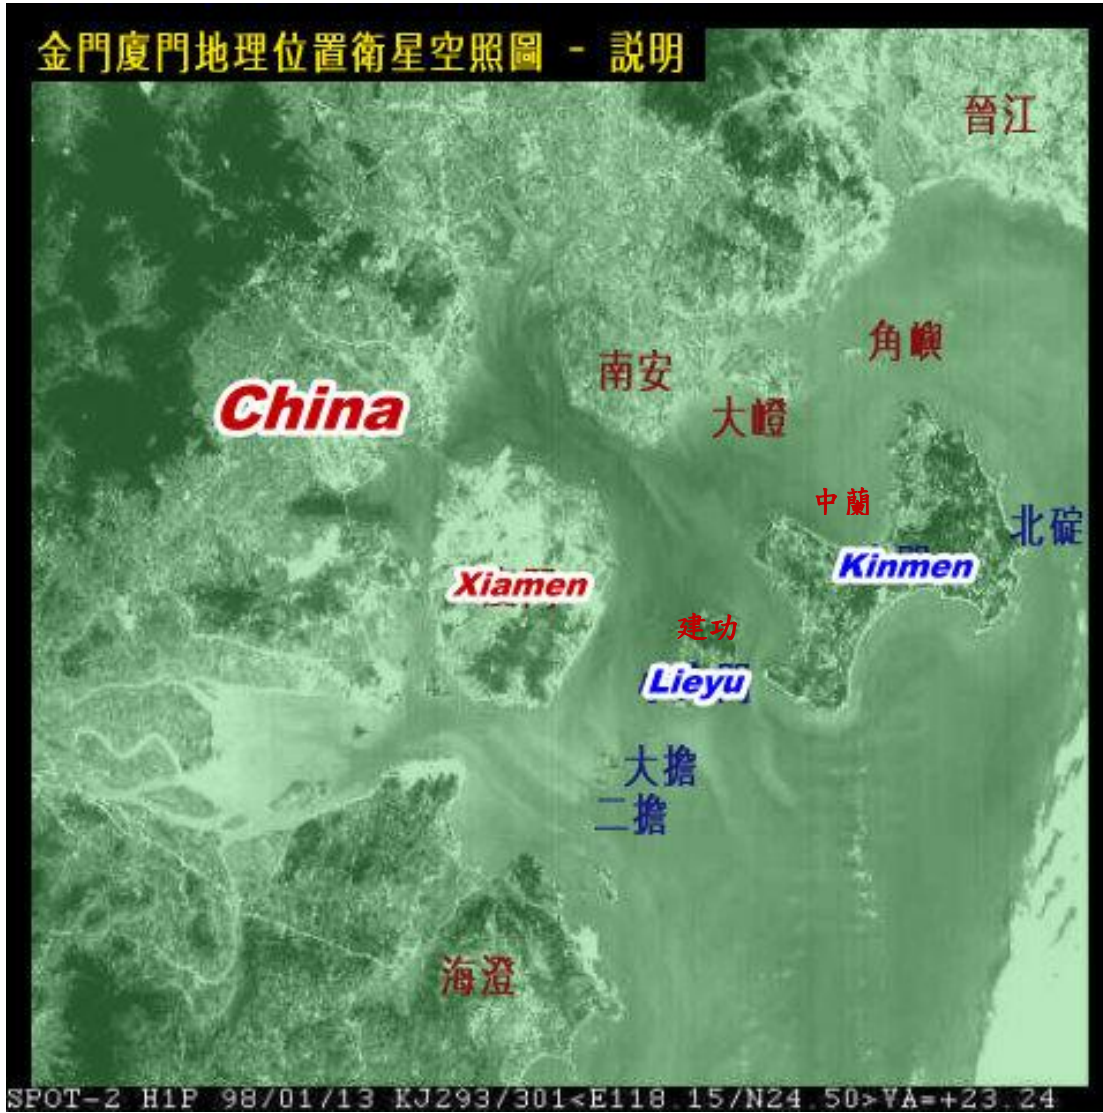 金門廈門地理位置衛星空照圖 - 説明
晉江
角嶼
南安
大嶝
China
中蘭
北碇
Kinmen
Xiamen
建功
Lieyu
大擔
二擔
海澄
SPOT-2 H1P 98/01/13 KJ293/301<E118 15/N24 50>VA=+23.24